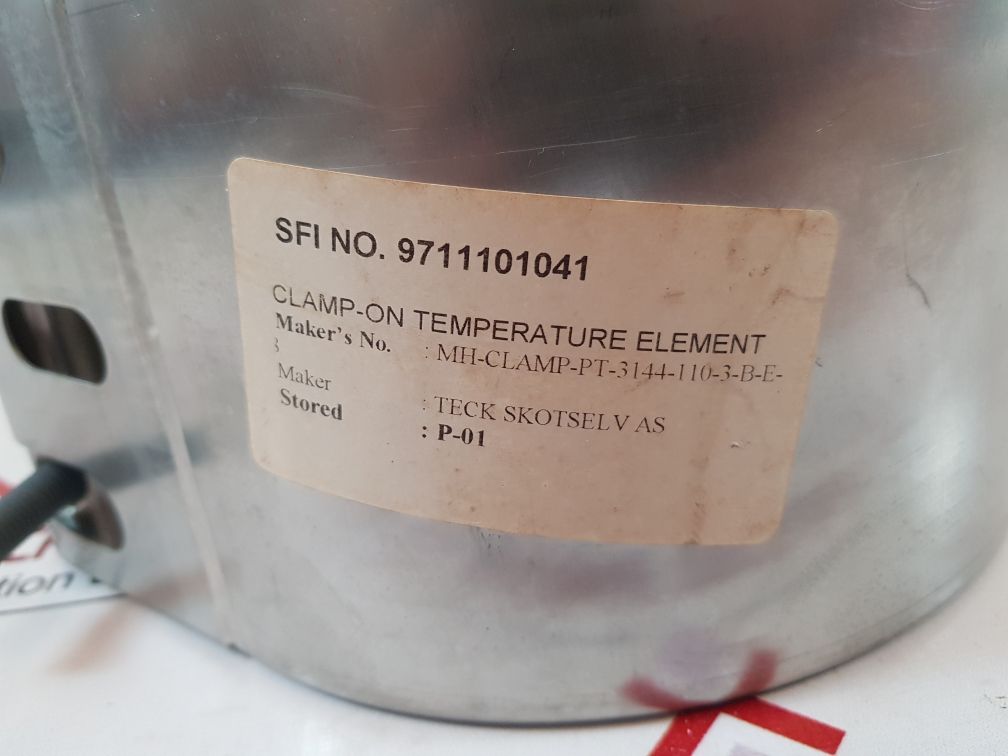 SFI NO. 9711101041
CLAMP-ON TEMPERATURE ELEMENT
Maker's No. : MH-CLAMP-PT-3144-110-3-B-E-
3
Maker : TECK SKOTSELV AS
Stored : P-01